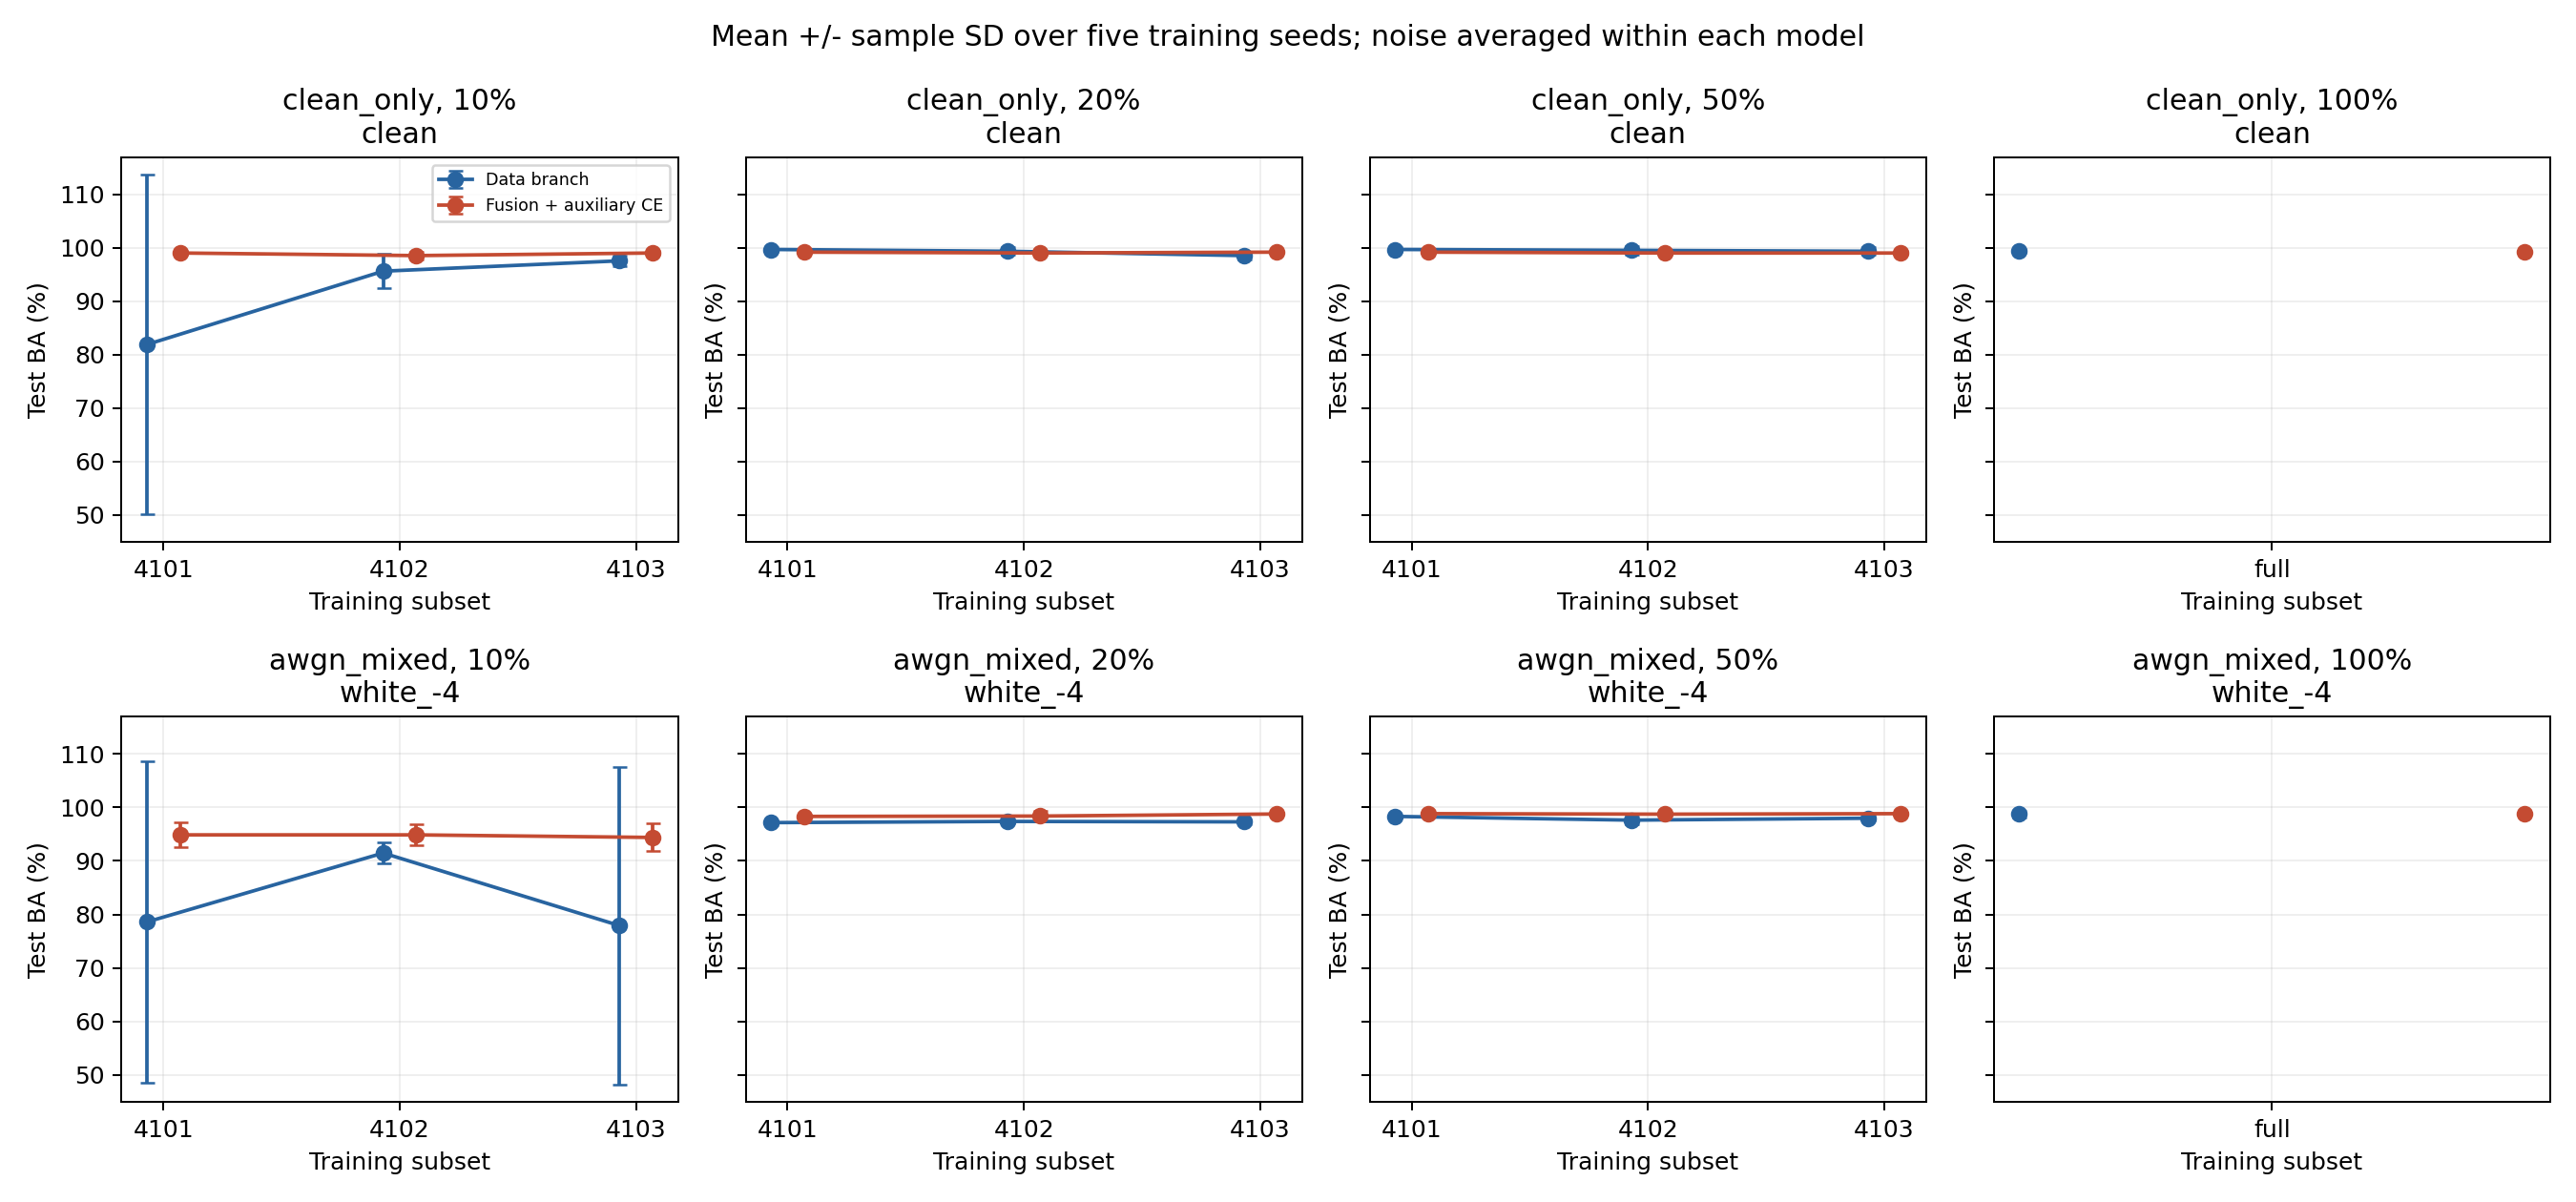 Mean +/- sample SD over five training seeds; noise averaged within each model
clean_only, 10%
clean
clean_only, 20%
clean
clean_only, 50%
clean
clean_only, 100%
clean
Data branch
Fusion + auxiliary CE
Test BA (%)
110
100
90
80
70
60
50
4101
4102
4103
Training subset
Test BA (%)
4101
4102
4103
Training subset
Test BA (%)
4101
4102
4103
Training subset
Test BA (%)
full
Training subset
awgn_mixed, 10%
white_-4
awgn_mixed, 20%
white_-4
awgn_mixed, 50%
white_-4
awgn_mixed, 100%
white_-4
Test BA (%)
110
100
90
80
70
60
50
4101
4102
4103
Training subset
Test BA (%)
4101
4102
4103
Training subset
Test BA (%)
4101
4102
4103
Training subset
Test BA (%)
full
Training subset